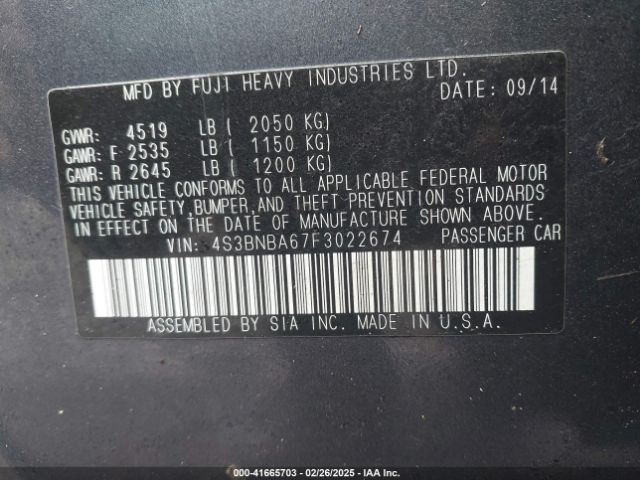 MFD BY FUJI HEAVY INDUSTRIES LTD.
DATE: 09/14
GVWR: 4519 LB ( 2050 KG)
GAWR: F 2535 LB ( 1150 KG)
GAWR: R 2645 LB ( 1200 KG)
THIS VEHICLE CONFORMS TO ALL APPLICABLE FEDERAL MOTOR
VEHICLE SAFETY,BUMPER,AND THEFT PREVENTION STANDARDS
IN EFFECT ON THE DATE OF MANUFACTURE SHOWN ABOVE.
VIN: 4S3BNBA67F3022674 PASSENGER CAR
ASSEMBLED BY SIA INC. MADE IN U.S.A.
000-41665703 - 02/26/2025 - IAA Inc.